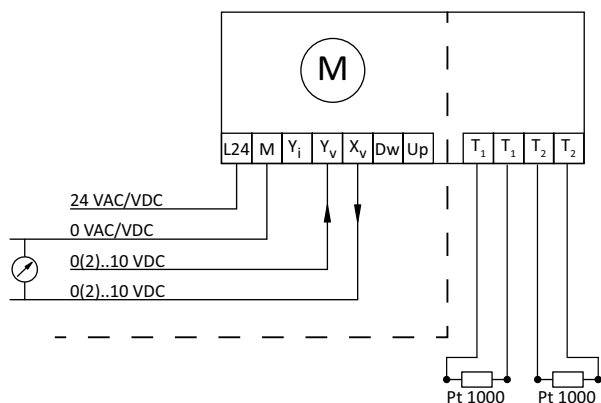 M
L24 M Yi Yv Xv Dw Up T1 T1 T2 T2
24 VAC/VDC
0 VAC/VDC
0(2)..10 VDC
0(2)..10 VDC
Pt 1000 Pt 1000